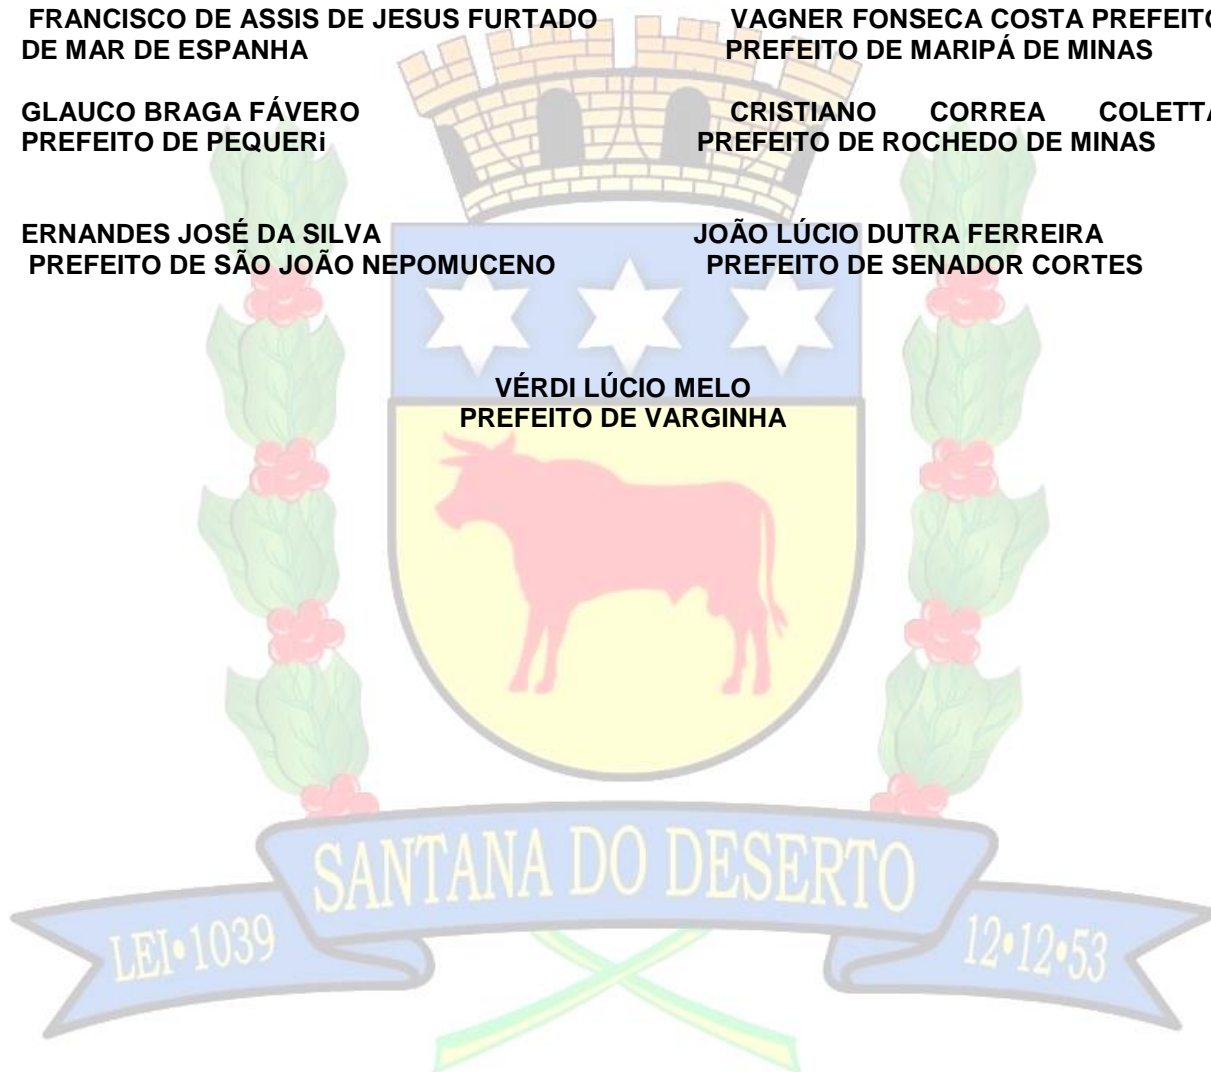 FRANCISCO DE ASSIS DE JESUS FURTADO VAGNER FONSECA COSTA PREFEITO
DE MAR DE ESPANHA PREFEITO DE MARIPÁ DE MINAS
GLAUCO BRAGA FÁVERO CRISTIANO CORREA COLETTA
PREFEITO DE PEQUERi PREFEITO DE ROCHEDO DE MINAS
ERNANDES JOSÉ DA SILVA JOÃO LÚCIO DUTRA FERREIRA
PREFEITO DE SÃO JOÃO NEPOMUCENO PREFEITO DE SENADOR CORTES
VÉRDI LÚCIO MELO
PREFEITO DE VARGINHA
SANTANA DO DESERTO
LEI•1039 12•12•53